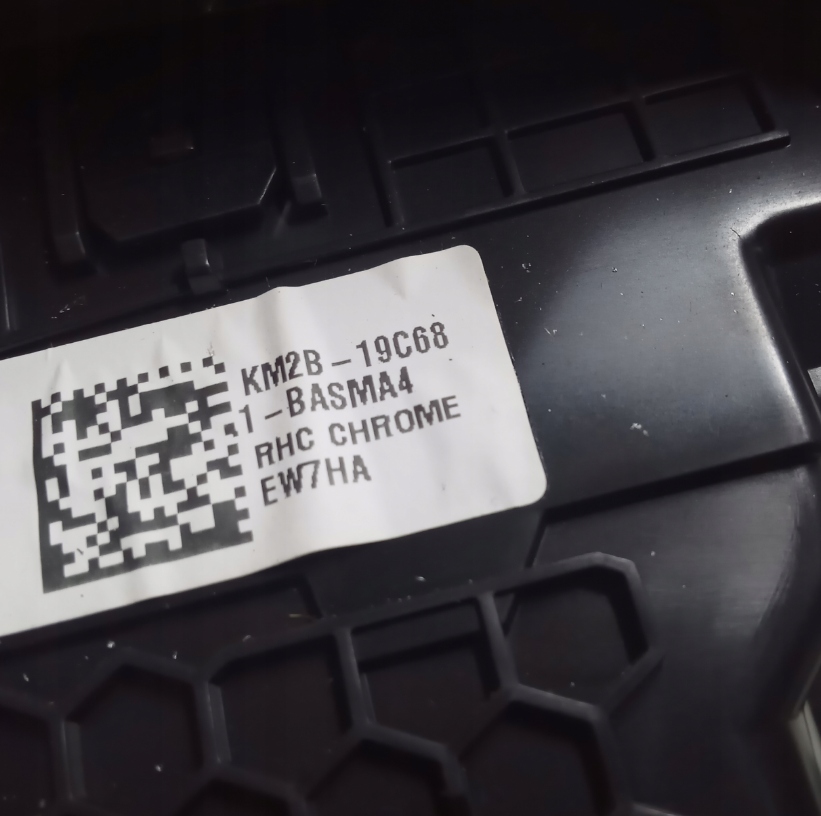 KM2B-19C68
1-BASMA4
RHC CHROME
EW7HA